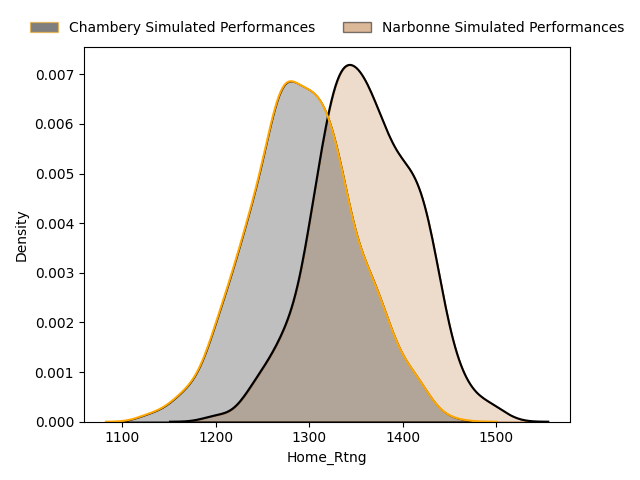 Chambery Simulated Performances
Narbonne Simulated Performances
0.007
0.006
0.005
0.004
0.003
0.002
0.001
0.000
Density
1100 1200 1300 1400 1500
Home_Rtng